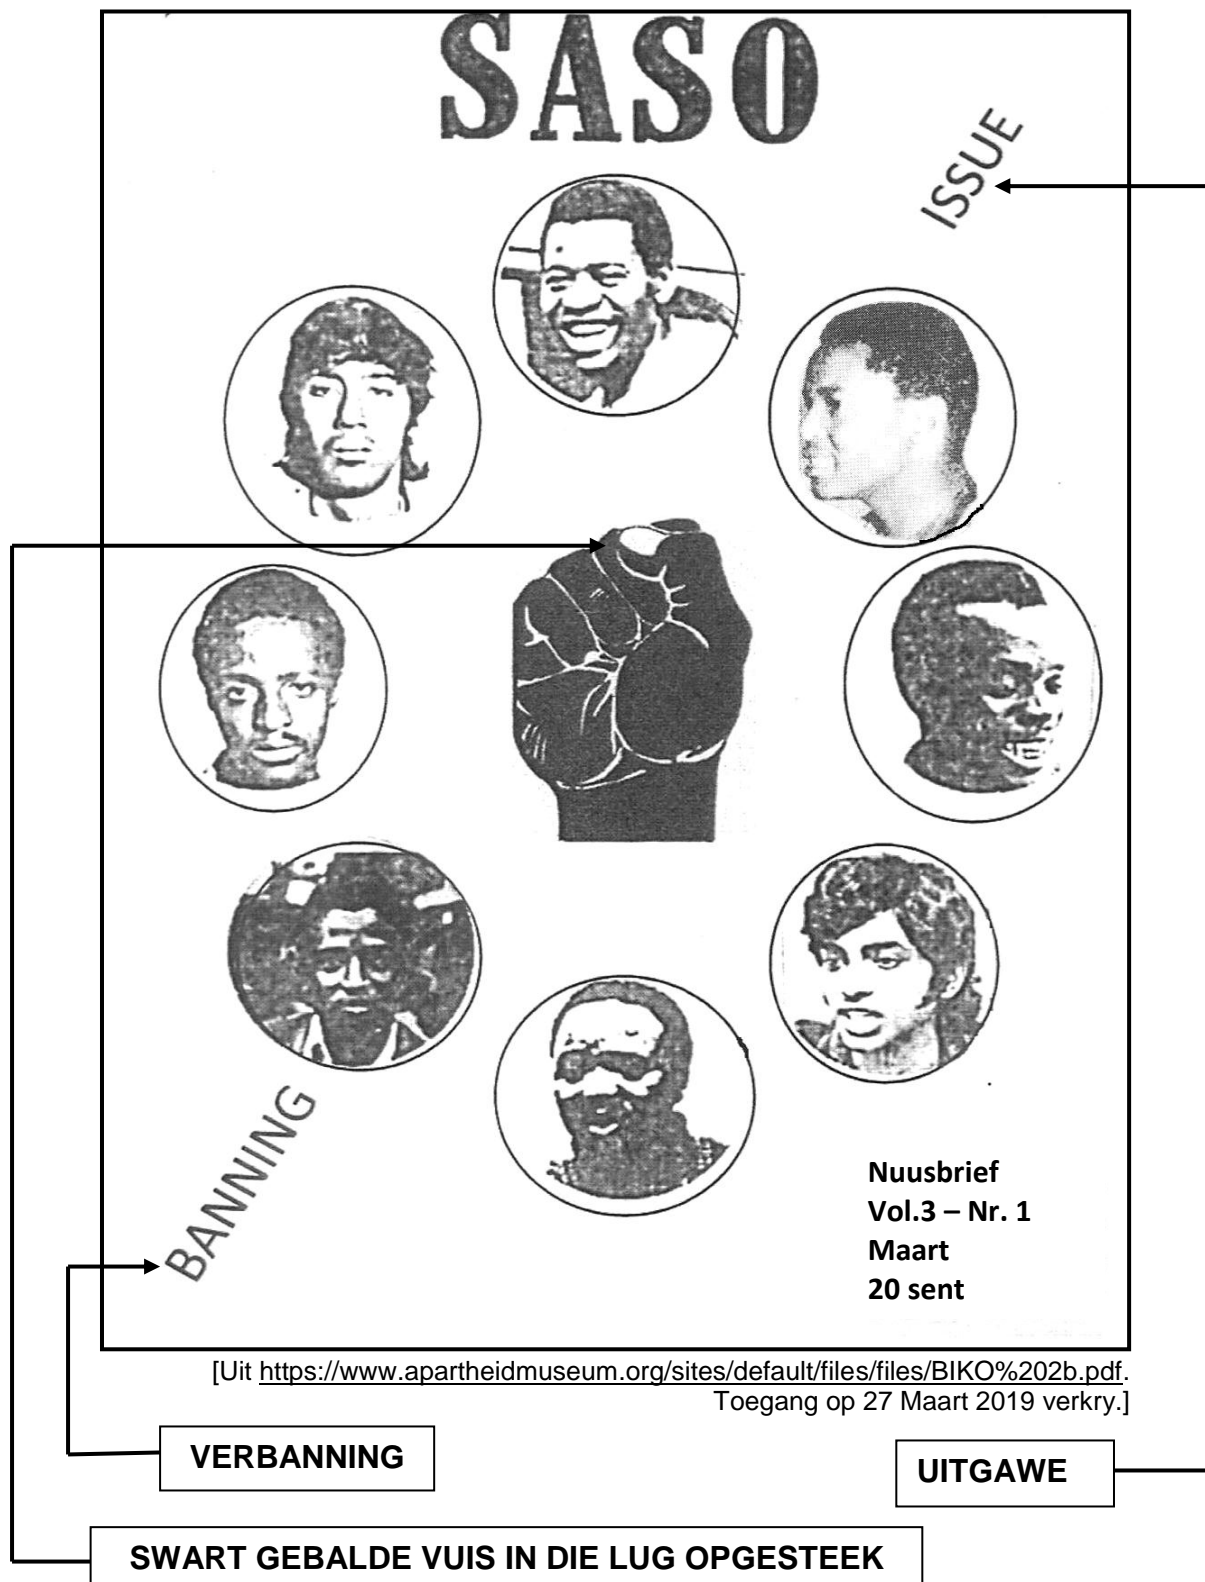 SASO
ISSUE
BANNING
Nuusbrief
Vol.3 – Nr. 1
Maart
20 sent
[Uit https://www.apartheidmuseum.org/sites/default/files/files/BIKO%202b.pdf.
Toegang op 27 Maart 2019 verkry.]
VERBANNING
UITGAWE
SWART GEBALDE VUIS IN DIE LUG OPGESTEEK